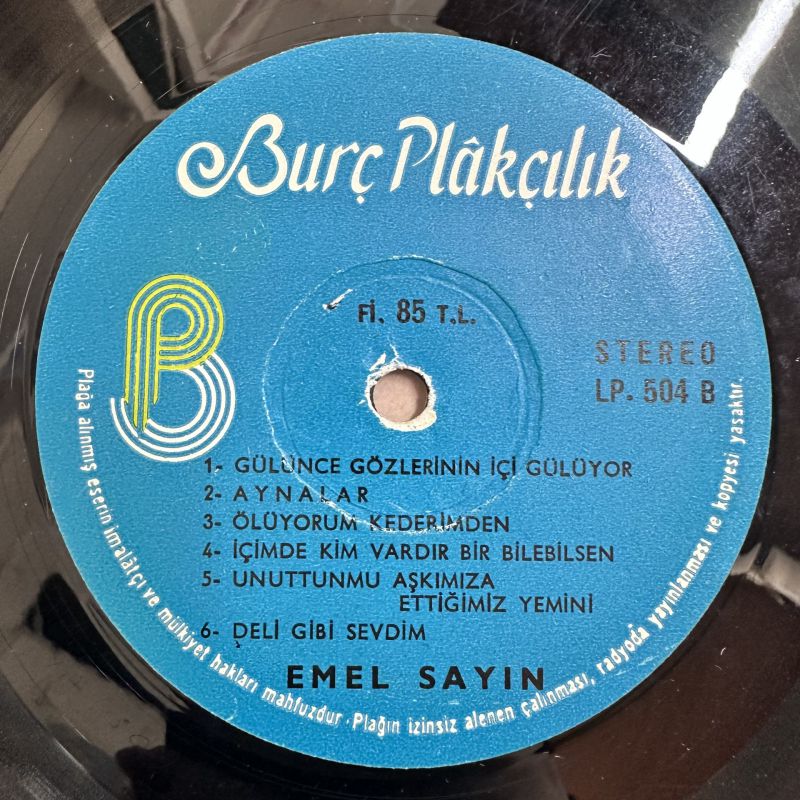 Burç Plâkçılık
Fİ. 85 T.L.
STEREO
LP. 504 B
1- GÜLÜNCE GÖZLERİNİN İÇİ GÜLÜYOR
2- AYNALAR
3- ÖLÜYORUM KEDERİMDEN
4- İÇİMDE KİM VARDIR BİR BİLEBİLSEN
5- UNUTTUNMU AŞKIMIZA
ETTİĞİMİZ YEMİNİ
6- DELİ GİBİ SEVDİM
EMEL SAYIN
Plağa alınmış eserin imalâtçı ve mülkiyet hakları mahfuzdur. Plağın izinsiz alenen çalınması, radyoda yayınlanması ve kopyesi yasaktır.